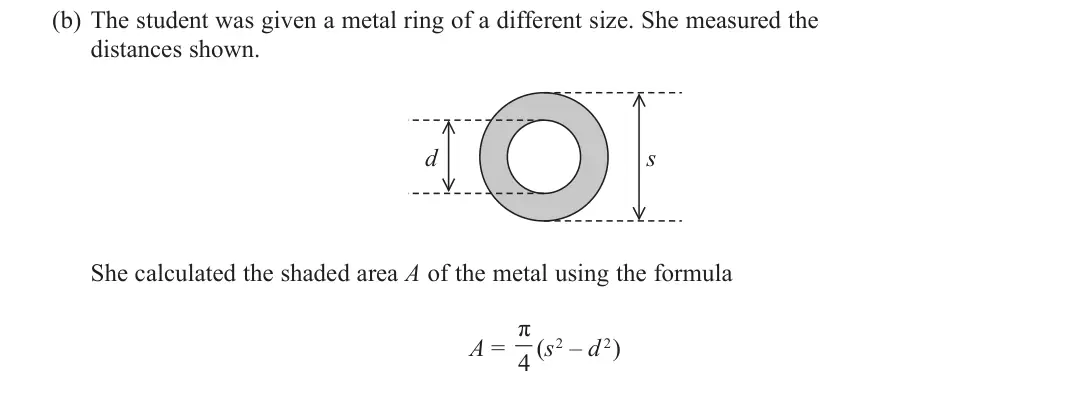 (b) The student was given a metal ring of a different size. She measured the
distances shown.
d
s
She calculated the shaded area A of the metal using the formula
A = π/4 (s² – d²)